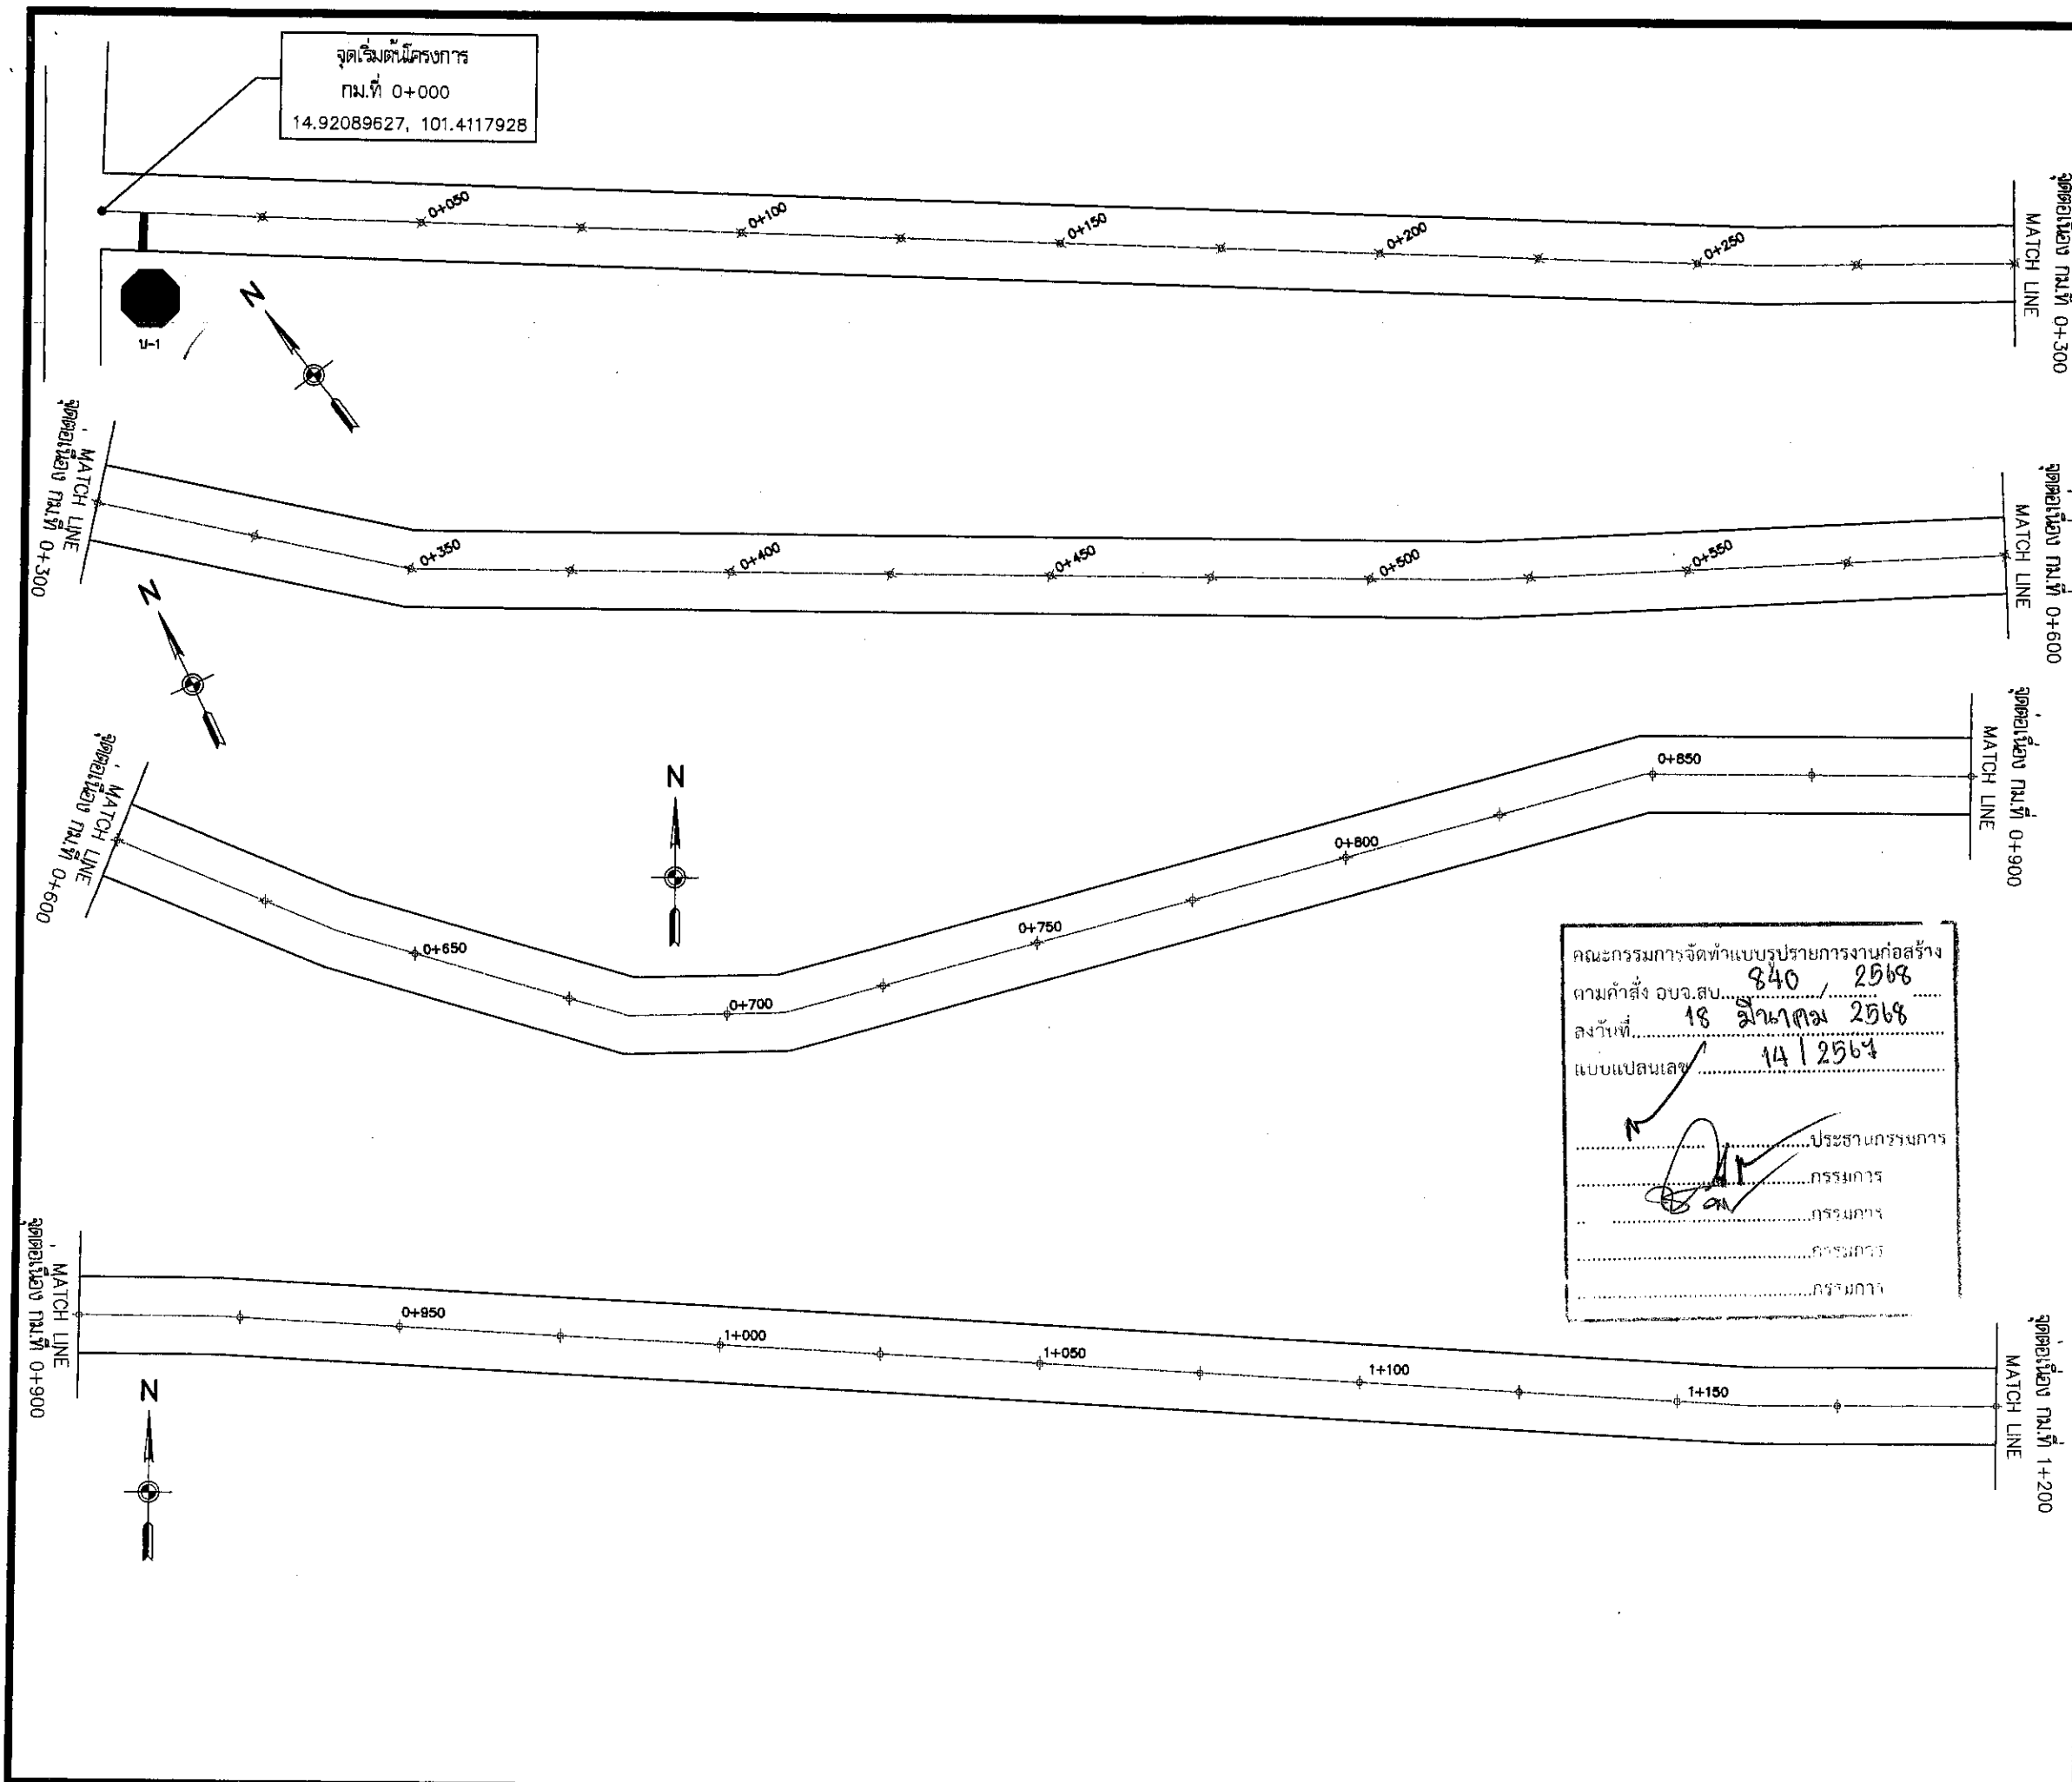 จุดเริ่มต้นโครงการ
กม.ที่ 0+000
14.92089627, 101.4117928
0+050
0+100
0+150
0+200
0+250
MATCH LINE
จุดต่อเนื่อง กม.ที่ 0+300
บ-1
N
MATCH LINE
จุดต่อเนื่อง กม.ที่ 0+300
0+350
0+400
0+450
0+500
0+550
MATCH LINE
จุดต่อเนื่อง กม.ที่ 0+600
N
MATCH LINE
จุดต่อเนื่อง กม.ที่ 0+600
N
0+650
0+700
0+750
0+800
0+850
MATCH LINE
จุดต่อเนื่อง กม.ที่ 0+900
คณะกรรมการจัดทำแบบรูปรายการงานก่อสร้าง
ตามคำสั่ง อบจ.สบ. 840 / 2568
ลงวันที่ 18 มีนาคม 2568
แบบแปลนเลข 14 / 2567
ประธานกรรมการ
กรรมการ
กรรมการ
กรรมการ
กรรมการ
MATCH LINE
จุดต่อเนื่อง กม.ที่ 0+900
0+950
1+000
1+050
1+100
1+150
MATCH LINE
จุดต่อเนื่อง กม.ที่ 1+200
N